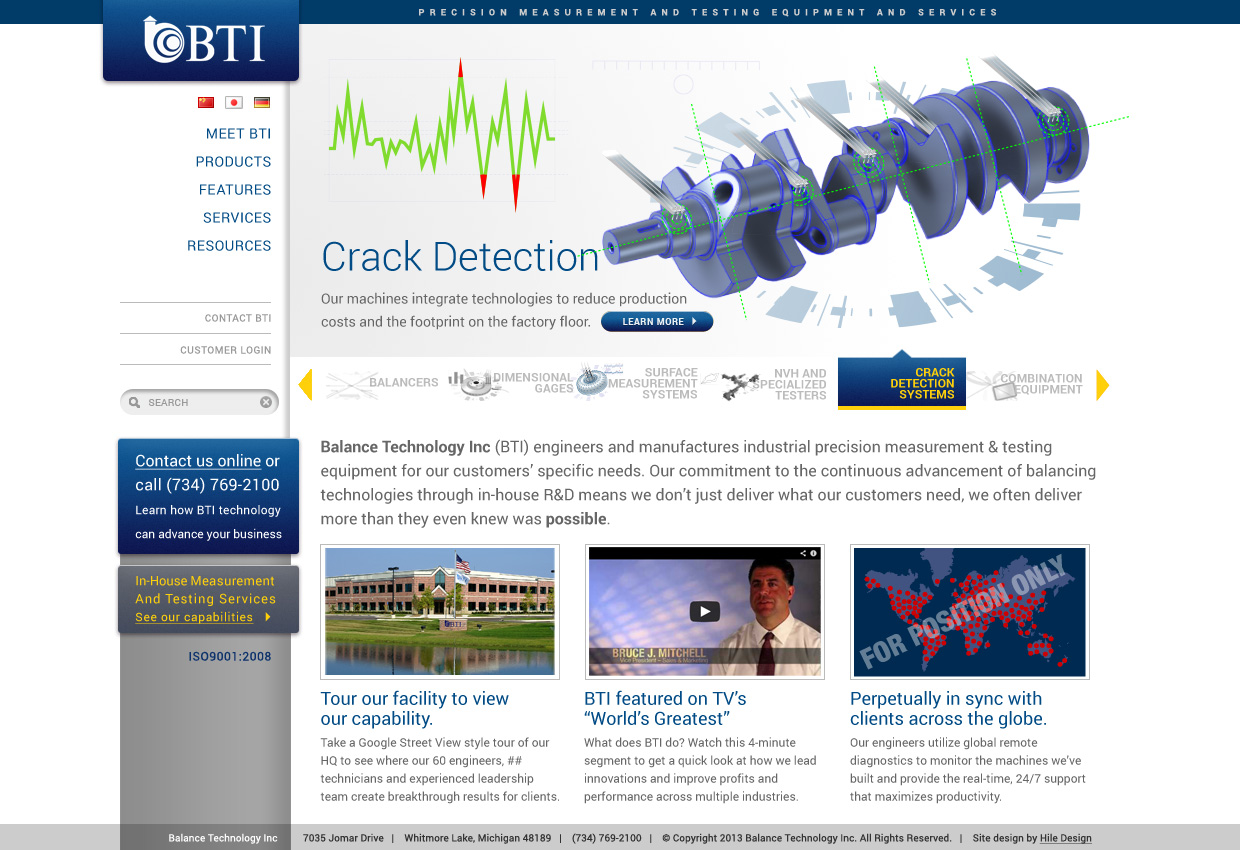 PRECISION MEASUREMENT AND TESTING EQUIPMENT AND SERVICES
BTI
MEET BTI
PRODUCTS
FEATURES
SERVICES
RESOURCES
CONTACT BTI
CUSTOMER LOGIN
SEARCH
Contact us online or
call (734) 769-2100
Learn how BTI technology
can advance your business
In-House Measurement
And Testing Services
See our capabilities
ISO9001:2008
Crack Detection
Our machines integrate technologies to reduce production
costs and the footprint on the factory floor.
LEARN MORE
BALANCERS
DIMENSIONAL
GAGES
SURFACE
MEASUREMENT
SYSTEMS
NVH AND
SPECIALIZED
TESTERS
CRACK
DETECTION
SYSTEMS
COMBINATION
EQUIPMENT
Balance Technology Inc (BTI) engineers and manufactures industrial precision measurement & testing
equipment for our customers’ specific needs. Our commitment to the continuous advancement of balancing
technologies through in-house R&D means we don’t just deliver what our customers need, we often deliver
more than they even knew was possible.
BTI
Tour our facility to view
our capability.
Take a Google Street View style tour of our
HQ to see where our 60 engineers, ##
technicians and experienced leadership
team create breakthrough results for clients.
BRUCE J. MITCHELL
Vice President – Sales & Marketing
BTI featured on TV’s
“World’s Greatest”
What does BTI do? Watch this 4-minute
segment to get a quick look at how we lead
innovations and improve profits and
performance across multiple industries.
FOR POSITION ONLY
Perpetually in sync with
clients across the globe.
Our engineers utilize global remote
diagnostics to monitor the machines we’ve
built and provide the real-time, 24/7 support
that maximizes productivity.
Balance Technology Inc 7035 Jomar Drive | Whitmore Lake, Michigan 48189 | (734) 769-2100 | © Copyright 2013 Balance Technology Inc. All Rights Reserved. | Site design by Hile Design